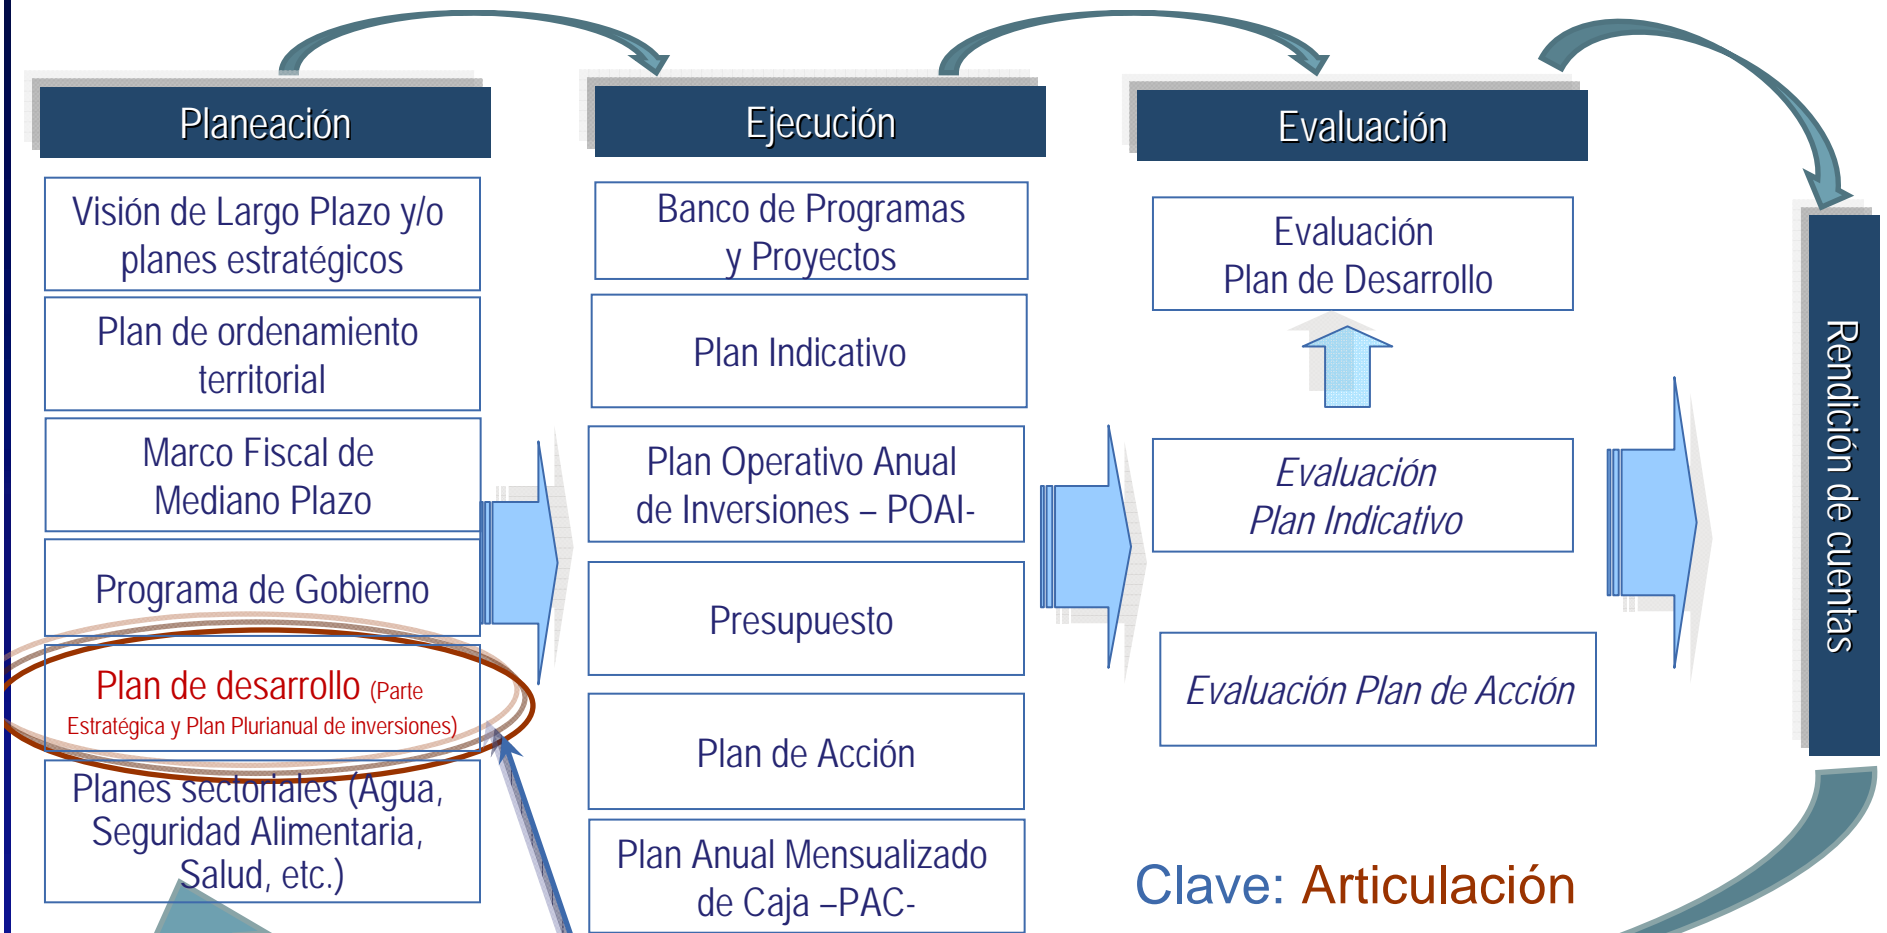 Planeación
Visión de Largo Plazo y/o
planes estratégicos
Plan de ordenamiento
territorial
Marco Fiscal de
Mediano Plazo
Programa de Gobierno
Plan de desarrollo (Parte
Estratégica y Plan Plurianual de inversiones)
Planes sectoriales (Agua,
Seguridad Alimentaria,
Salud, etc.)
Ejecución
Banco de Programas
y Proyectos
Plan Indicativo
Plan Operativo Anual
de Inversiones – POAI-
Presupuesto
Plan de Acción
Plan Anual Mensualizado
de Caja –PAC-
Evaluación
Evaluación
Plan de Desarrollo
Evaluación
Plan Indicativo
Evaluación Plan de Acción
Rendición de cuentas
Clave: Articulación